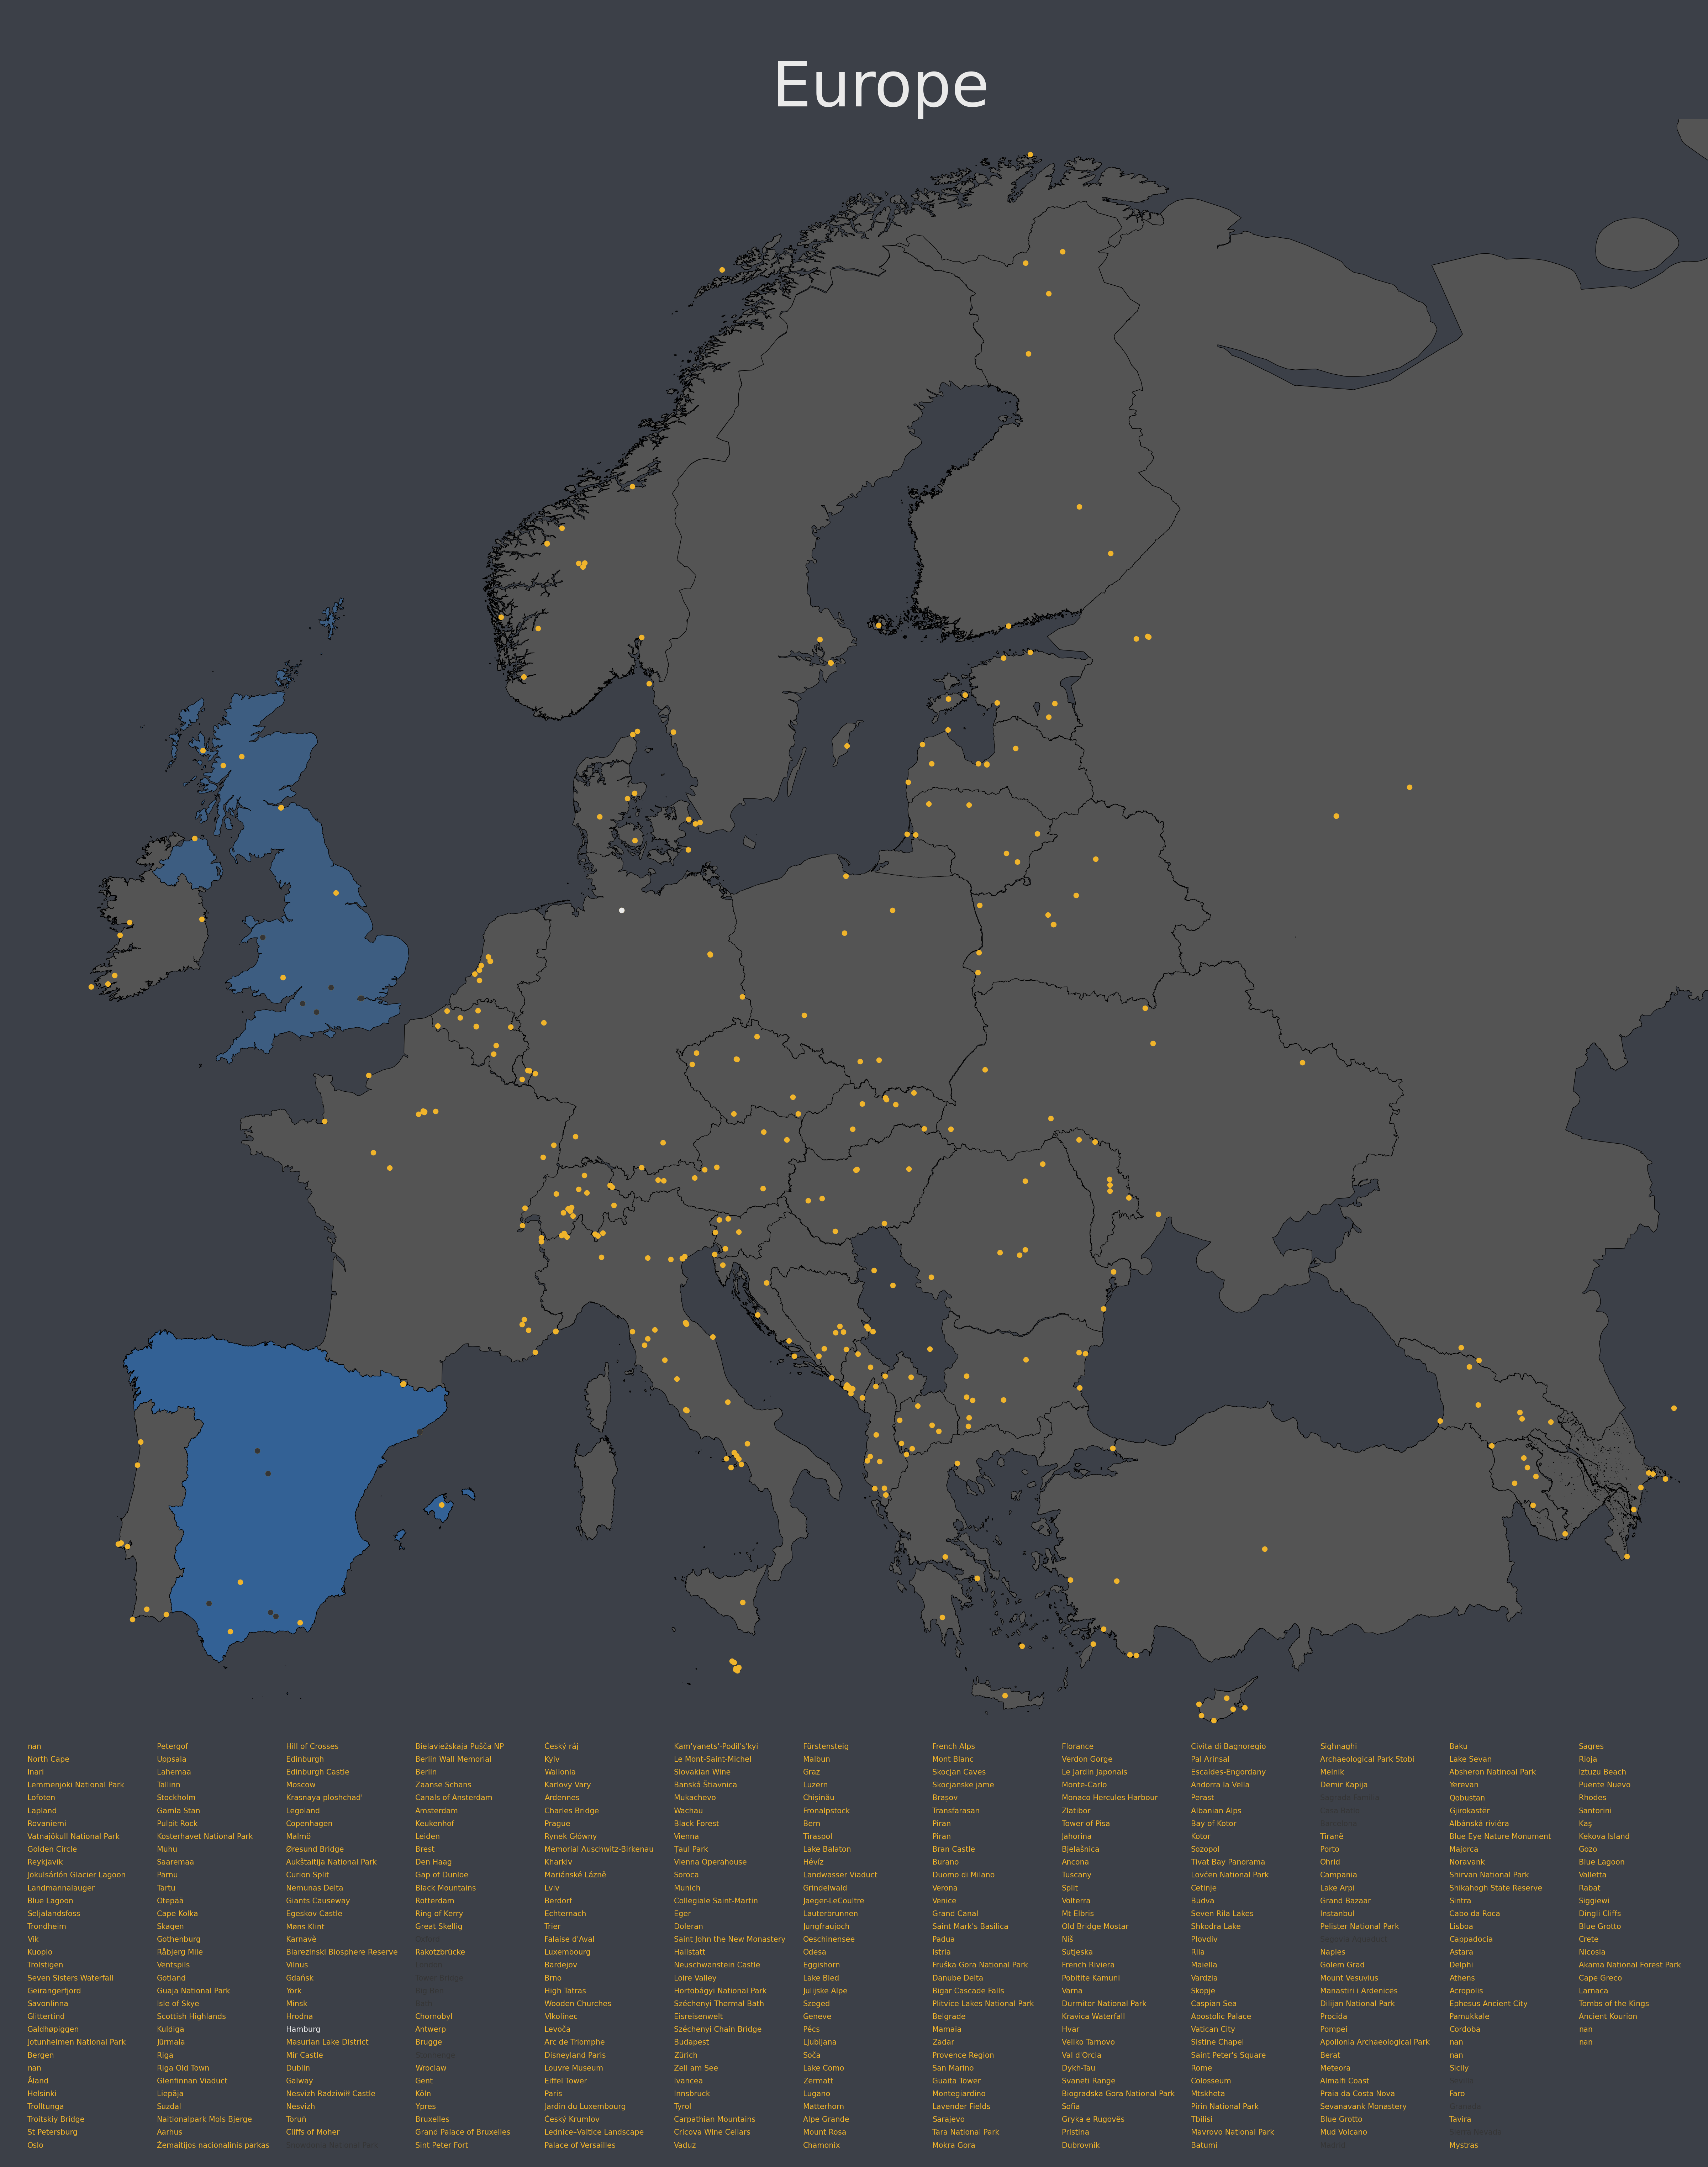 Europe
nan
North Cape
Inari
Lemmenjoki National Park
Lofoten
Lapland
Rovaniemi
Vatnajökull National Park
Golden Circle
Reykjavik
Jökulsárlón Glacier Lagoon
Landmannalauger
Blue Lagoon
Seljalandsfoss
Trondheim
Vik
Kuopio
Trolstigen
Seven Sisters Waterfall
Geirangerfjord
Savonlinna
Glittertind
Galdhøpiggen
Jotunheimen National Park
Bergen
nan
Åland
Helsinki
Trolltunga
Troitskiy Bridge
St Petersburg
Oslo
Petergof
Uppsala
Lahemaa
Tallinn
Stockholm
Gamla Stan
Pulpit Rock
Kosterhavet National Park
Muhu
Saaremaa
Pärnu
Tartu
Otepää
Cape Kolka
Skagen
Gothenburg
Råbjerg Mile
Ventspils
Gotland
Guaja National Park
Isle of Skye
Scottish Highlands
Kuldiga
Jūrmala
Riga
Riga Old Town
Glenfinnan Viaduct
Liepåja
Suzdal
Naitionalpark Mols Bjerge
Aarhus
Žemaitijos nacionalinis parkas
Hill of Crosses
Edinburgh
Edinburgh Castle
Moscow
Krasnaya ploshchad'
Legoland
Copenhagen
Malmö
Øresund Bridge
Aukštaitija National Park
Curion Split
Nemunas Delta
Giants Causeway
Egeskov Castle
Møns Klint
Karnavė
Biarezinski Biosphere Reserve
Vilnus
Gdańsk
York
Minsk
Hrodna
Hamburg
Masurian Lake District
Mir Castle
Dublin
Galway
Nesvizh Radziwiłł Castle
Nesvizh
Toruń
Cliffs of Moher
Bielaviežskaja Pušča NP
Berlin Wall Memorial
Berlin
Zaanse Schans
Canals of Ansterdam
Amsterdam
Keukenhof
Leiden
Brest
Den Haag
Gap of Dunloe
Black Mountains
Rotterdam
Ring of Kerry
Great Skellig
Rakotzbrücke
Chornobyl
Antwerp
Brugge
Wroclaw
Gent
Köln
Ypres
Bruxelles
Grand Palace of Bruxelles
Sint Peter Fort
Český ráj
Kyiv
Wallonia
Karlovy Vary
Ardennes
Charles Bridge
Prague
Rynek Główny
Memorial Auschwitz-Birkenau
Kharkiv
Mariánské Lázně
Lviv
Berdorf
Echternach
Trier
Falaise d'Aval
Luxembourg
Bardejov
Brno
High Tatras
Wooden Churches
Vlkolínec
Levoča
Arc de Triomphe
Disneyland Paris
Louvre Museum
Eiffel Tower
Paris
Jardin du Luxembourg
Český Krumlov
Lednice–Valtice Landscape
Palace of Versailles
Kam'yanets'-Podil's'kyi
Le Mont-Saint-Michel
Slovakian Wine
Banská Štiavnica
Mukachevo
Wachau
Black Forest
Vienna
Țaul Park
Vienna Operahouse
Soroca
Munich
Collegiale Saint-Martin
Eger
Doleran
Saint John the New Monastery
Hallstatt
Neuschwanstein Castle
Loire Valley
Hortobágyi National Park
Széchenyi Thermal Bath
Eisreisenwelt
Széchenyi Chain Bridge
Budapest
Zürich
Zell am See
Ivancea
Innsbruck
Tyrol
Carpathian Mountains
Cricova Wine Cellars
Vaduz
Fürstensteig
Malbun
Graz
Luzern
Chișinău
Fronalpstock
Bern
Tiraspol
Lake Balaton
Hévíz
Landwasser Viaduct
Grindelwald
Jaeger-LeCoultre
Lauterbrunnen
Jungfraujoch
Oeschinensee
Odesa
Eggishorn
Lake Bled
Julijske Alpe
Szeged
Geneve
Pécs
Ljubljana
Soča
Lake Como
Zermatt
Lugano
Matterhorn
Alpe Grande
Mount Rosa
Chamonix
French Alps
Mont Blanc
Skocjan Caves
Skocjanske jame
Brașov
Transfarasan
Piran
Piran
Bran Castle
Burano
Duomo di Milano
Verona
Venice
Grand Canal
Saint Mark's Basilica
Padua
Istria
Fruška Gora National Park
Danube Delta
Bigar Cascade Falls
Plitvice Lakes National Park
Belgrade
Mamaia
Zadar
Provence Region
San Marino
Guaita Tower
Montegiardino
Lavender Fields
Sarajevo
Tara National Park
Mokra Gora
Florance
Verdon Gorge
Le Jardin Japonais
Monte-Carlo
Monaco Hercules Harbour
Zlatibor
Tower of Pisa
Jahorina
Bjelašnica
Ancona
Tuscany
Split
Volterra
Mt Elbris
Old Bridge Mostar
Niš
Sutjeska
French Riviera
Pobitite Kamuni
Varna
Durmitor National Park
Kravica Waterfall
Hvar
Veliko Tarnovo
Val d'Orcia
Dykh-Tau
Svaneti Range
Biogradska Gora National Park
Sofia
Gryka e Rugovës
Pristina
Dubrovnik
Civita di Bagnoregio
Pal Arinsal
Escaldes-Engordany
Andorra la Vella
Perast
Albanian Alps
Bay of Kotor
Kotor
Sozopol
Tivat Bay Panorama
Lovćen National Park
Cetinje
Budva
Seven Rila Lakes
Shkodra Lake
Plovdiv
Rila
Maiella
Vardzia
Skopje
Caspian Sea
Apostolic Palace
Vatican City
Sistine Chapel
Saint Peter's Square
Rome
Colosseum
Mtskheta
Pirin National Park
Tbilisi
Mavrovo National Park
Batumi
Sighnaghi
Archaeological Park Stobi
Melnik
Demir Kapija
Tiranë
Porto
Ohrid
Campania
Lake Arpi
Grand Bazaar
Instanbul
Pelister National Park
Naples
Golem Grad
Mount Vesuvius
Manastiri i Ardenicës
Dilijan National Park
Procida
Pompei
Apollonia Archaeological Park
Berat
Meteora
Almalfi Coast
Praia da Costa Nova
Sevanavank Monastery
Blue Grotto
Mud Volcano
Baku
Lake Sevan
Absheron Natinoal Park
Yerevan
Qobustan
Gjirokastër
Albánská riviéra
Blue Eye Nature Monument
Majorca
Noravank
Shirvan National Park
Shikahogh State Reserve
Sintra
Cabo da Roca
Lisboa
Cappadocia
Astara
Delphi
Athens
Acropolis
Ephesus Ancient City
Pamukkale
Cordoba
nan
nan
Sicily
Faro
Tavira
Mystras
Sagres
Rioja
Iztuzu Beach
Puente Nuevo
Rhodes
Santorini
Kaş
Kekova Island
Gozo
Blue Lagoon
Valletta
Rabat
Siggiewi
Dingli Cliffs
Blue Grotto
Crete
Nicosia
Akama National Forest Park
Cape Greco
Larnaca
Tombs of the Kings
Ancient Kourion
nan
nan